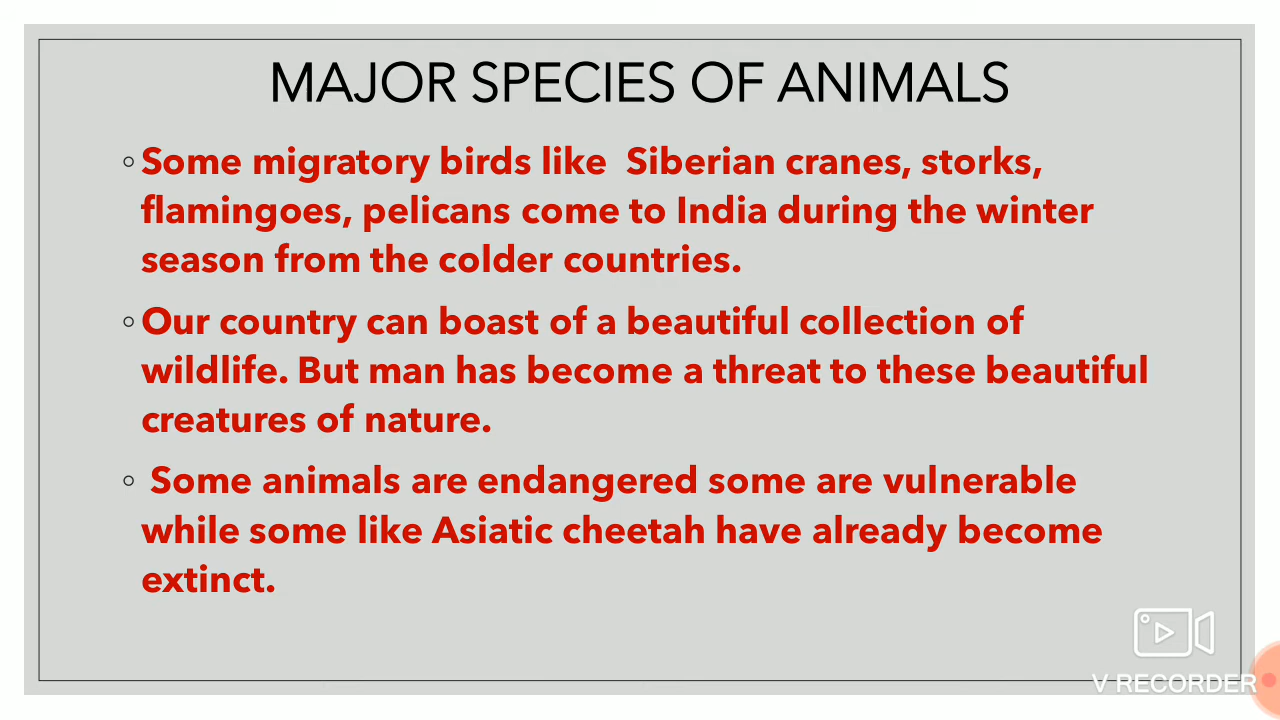 MAJOR SPECIES OF ANIMALS
◦ Some migratory birds like  Siberian cranes, storks,
flamingoes, pelicans come to India during the winter
season from the colder countries.
◦ Our country can boast of a beautiful collection of
wildlife. But man has become a threat to these beautiful
creatures of nature.
◦ Some animals are endangered some are vulnerable
while some like Asiatic cheetah have already become
extinct.
V RECORDER